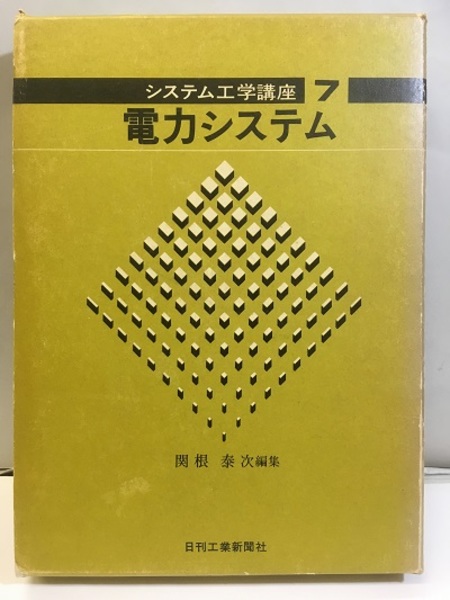 システム工学講座 7
電力システム
関根 泰次編集
日刊工業新聞社